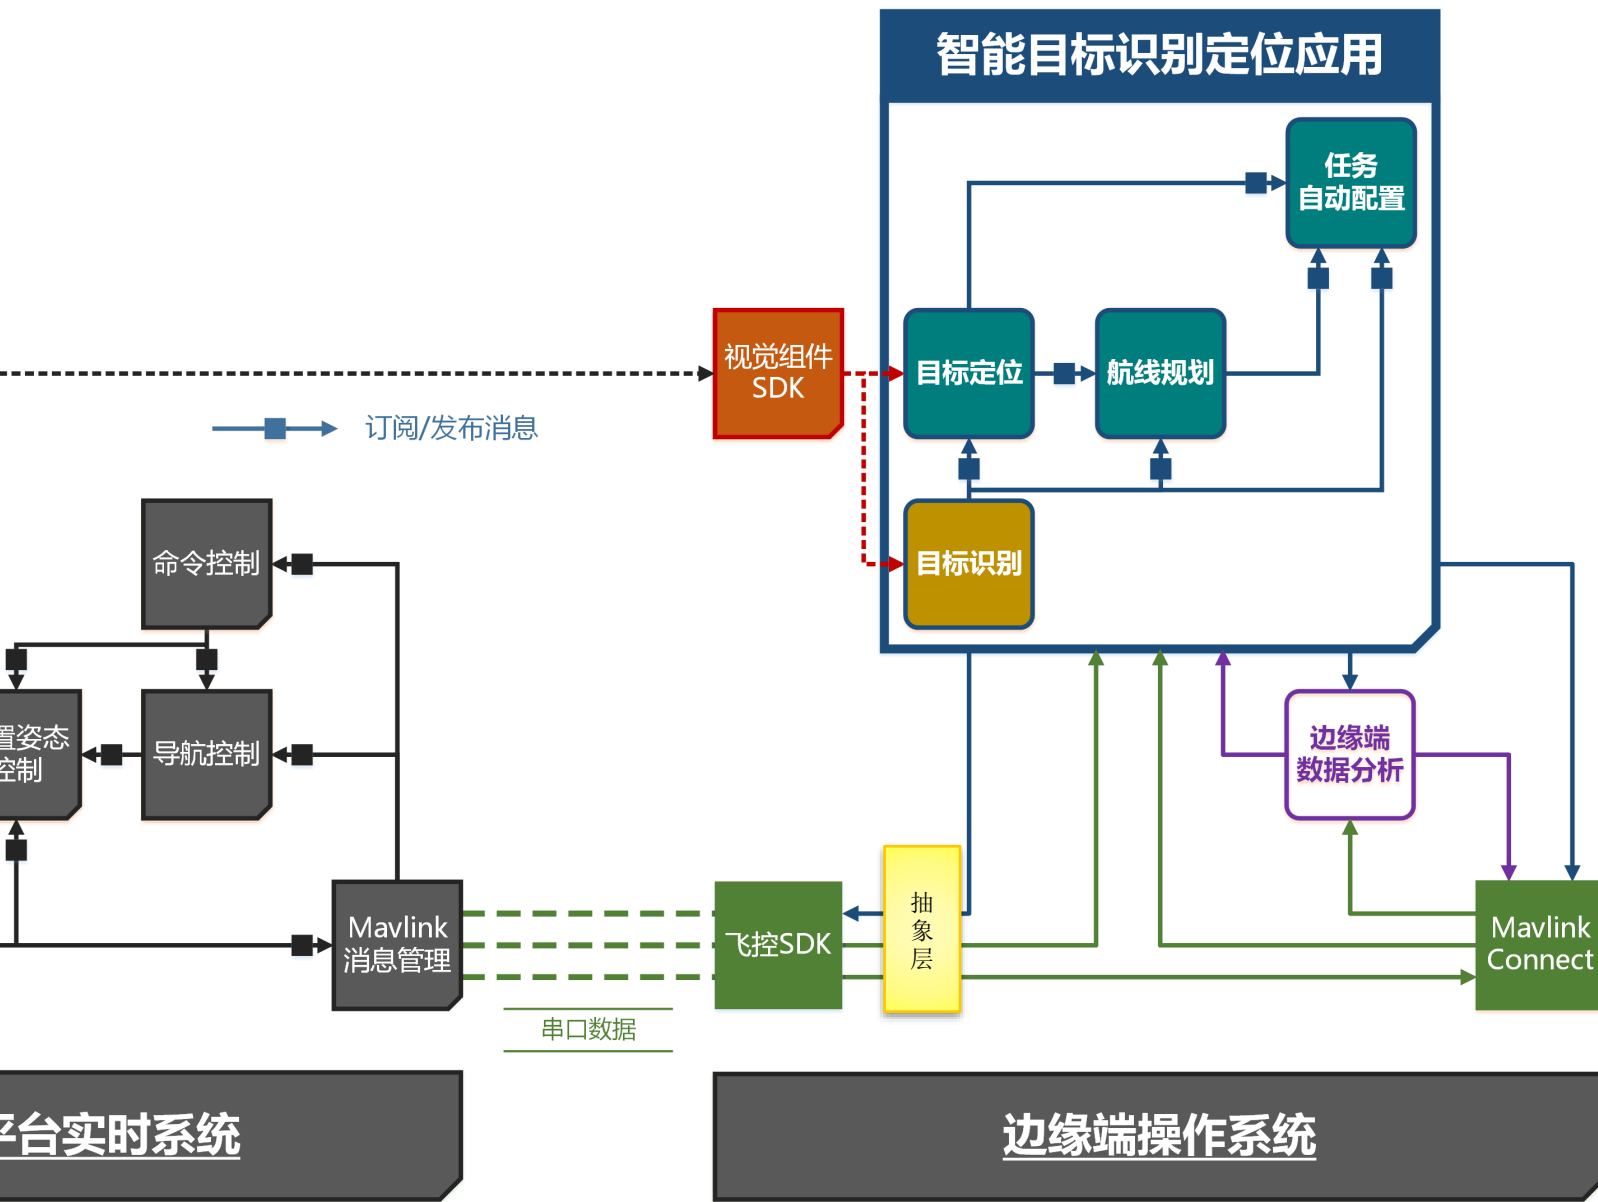 智能目标识别定位应用
任务
自动配置
视觉组件
SDK
目标定位
航线规划
订阅/发布消息
命令控制
目标识别
置姿态
控制
导航控制
边缘端
数据分析
Mavlink
消息管理
飞控SDK
抽
象
层
Mavlink
Connect
串口数据
平台实时系统
边缘端操作系统